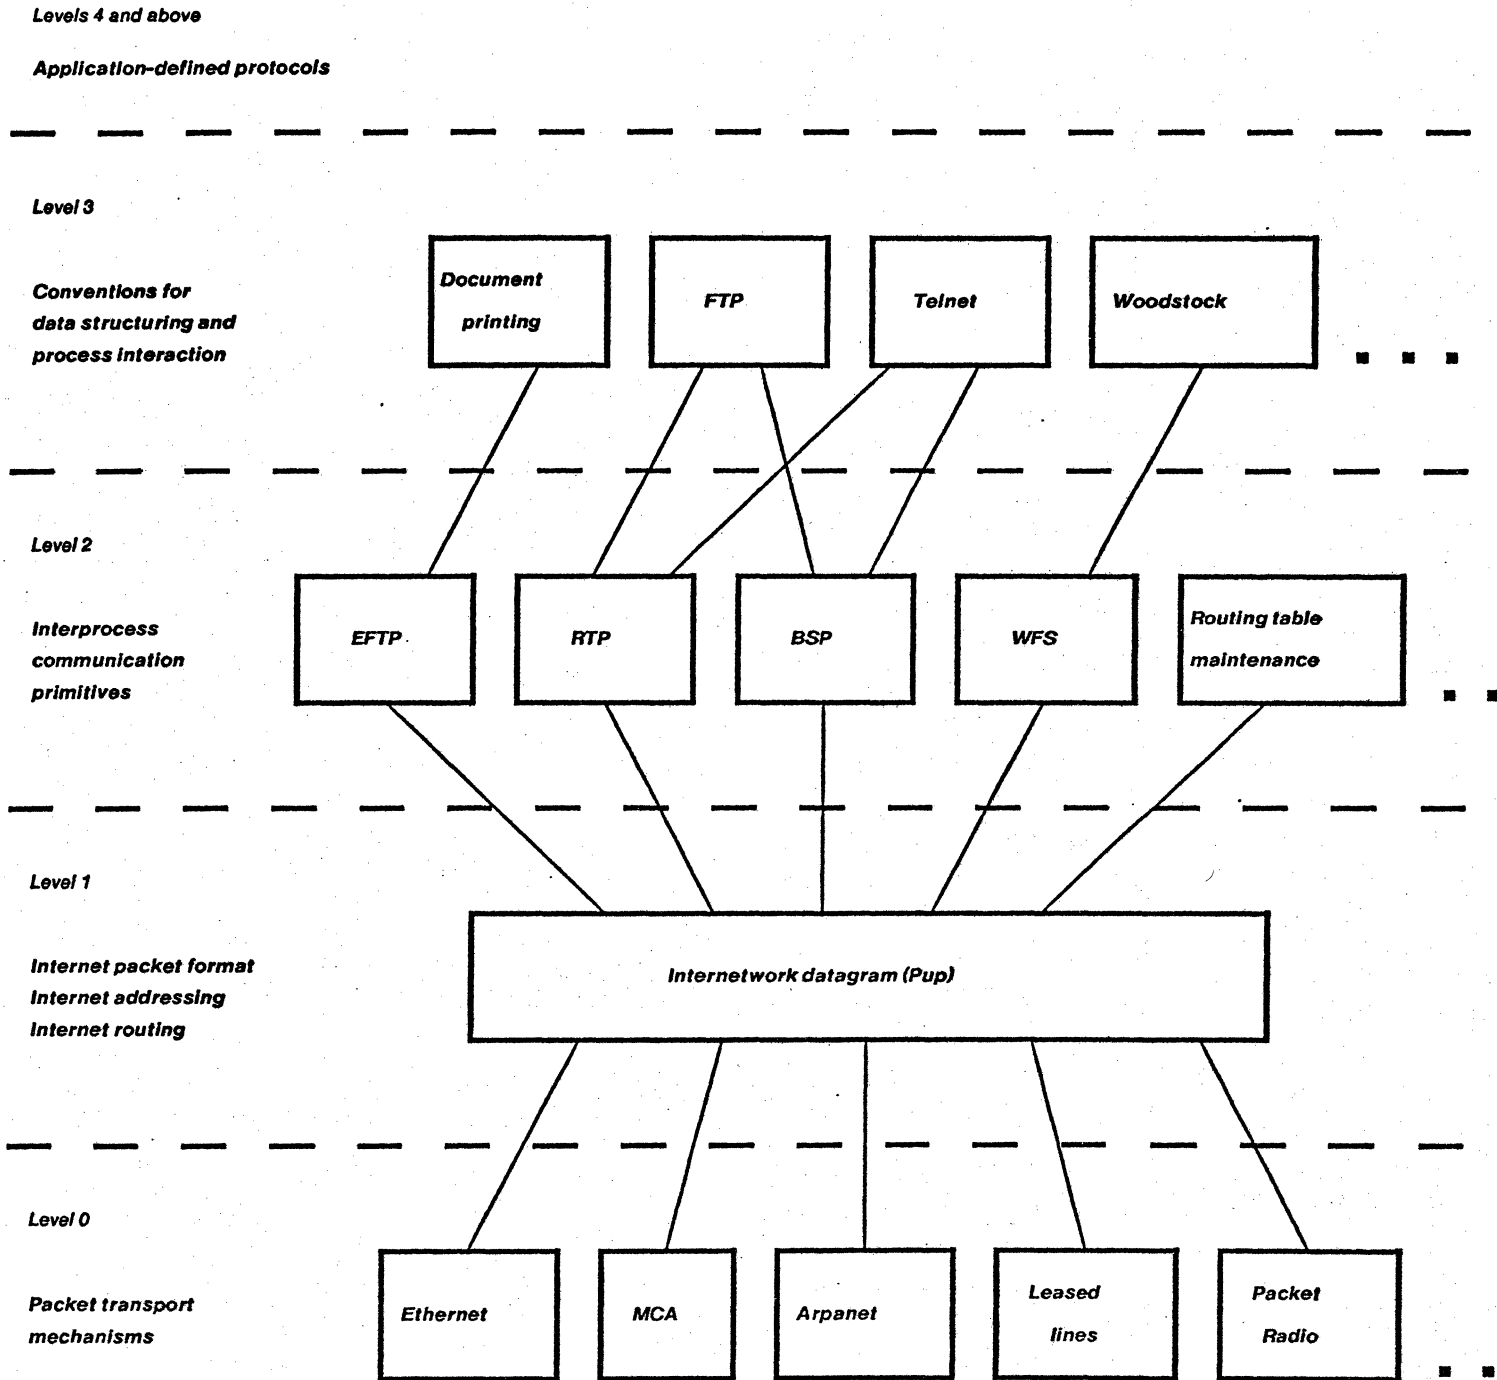 Levels 4 and above
Application-defined protocols
Level 3
Conventions for
data structuring and
process interaction
Document
printing
FTP
Telnet
Woodstock
Level 2
Interprocess
communication
primitives
EFTP
RTP
BSP
WFS
Routing table
maintenance
Level 1
Internet packet format
Internet addressing
Internet routing
Internetwork datagram (Pup)
Level 0
Packet transport
mechanisms
Ethernet
MCA
Arpanet
Leased
lines
Packet
Radio